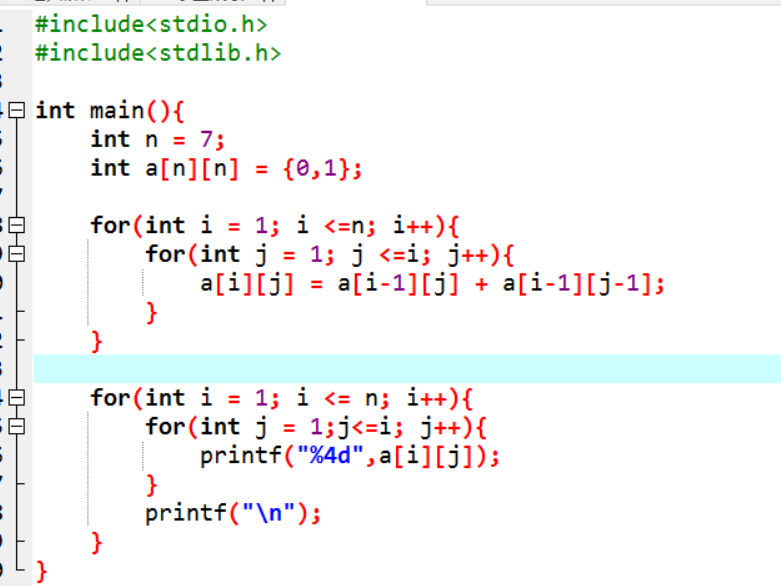 #include<stdio.h>
#include<stdlib.h>
int main(){
int n = 7;
int a[n][n] = {0,1};
for(int i = 1; i <=n; i++){
for(int j = 1; j <=i; j++){
a[i][j] = a[i-1][j] + a[i-1][j-1];
}
}
for(int i = 1; i <= n; i++){
for(int j = 1;j<=i; j++){
printf("%4d",a[i][j]);
}
printf("\n");
}
}